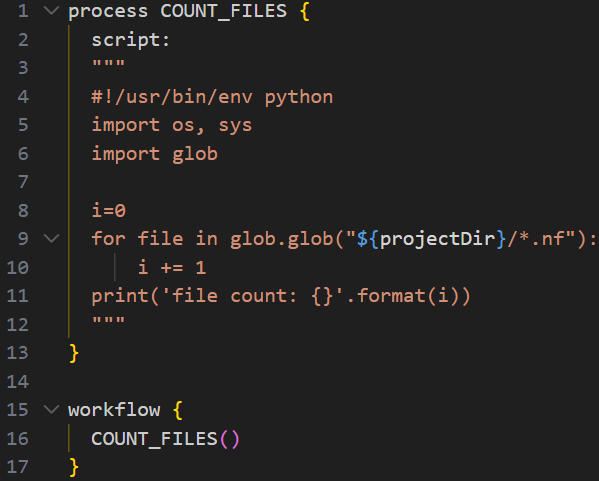 1 process COUNT_FILES {
2 script:
3 """
4 #!/usr/bin/env python
5 import os, sys
6 import glob
7
8 i=0
9 for file in glob.glob("${projectDir}/*.nf"):
10 i += 1
11 print('file count: {}'.format(i))
12 """
13 }
14
15 workflow {
16 COUNT_FILES()
17 }